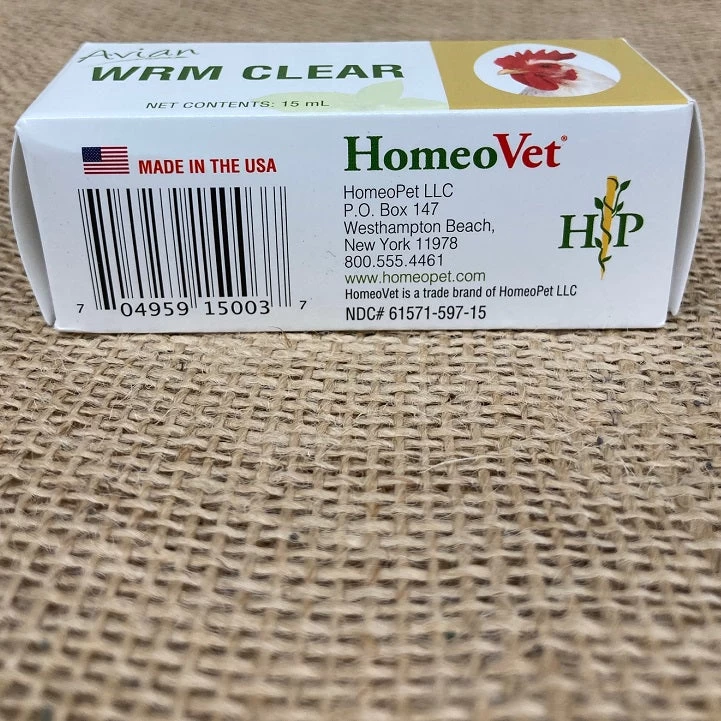 Avian
WRM CLEAR
NET CONTENTS: 15 mL
MADE IN THE USA
7 04959 15003 7
HomeoVet®
HomeoPet LLC
P.O. Box 147
Westhampton Beach,
New York 11978
800.555.4461
www.homeopet.com
HomeoVet is a trade brand of HomeoPet LLC
NDC# 61571-597-15
HP